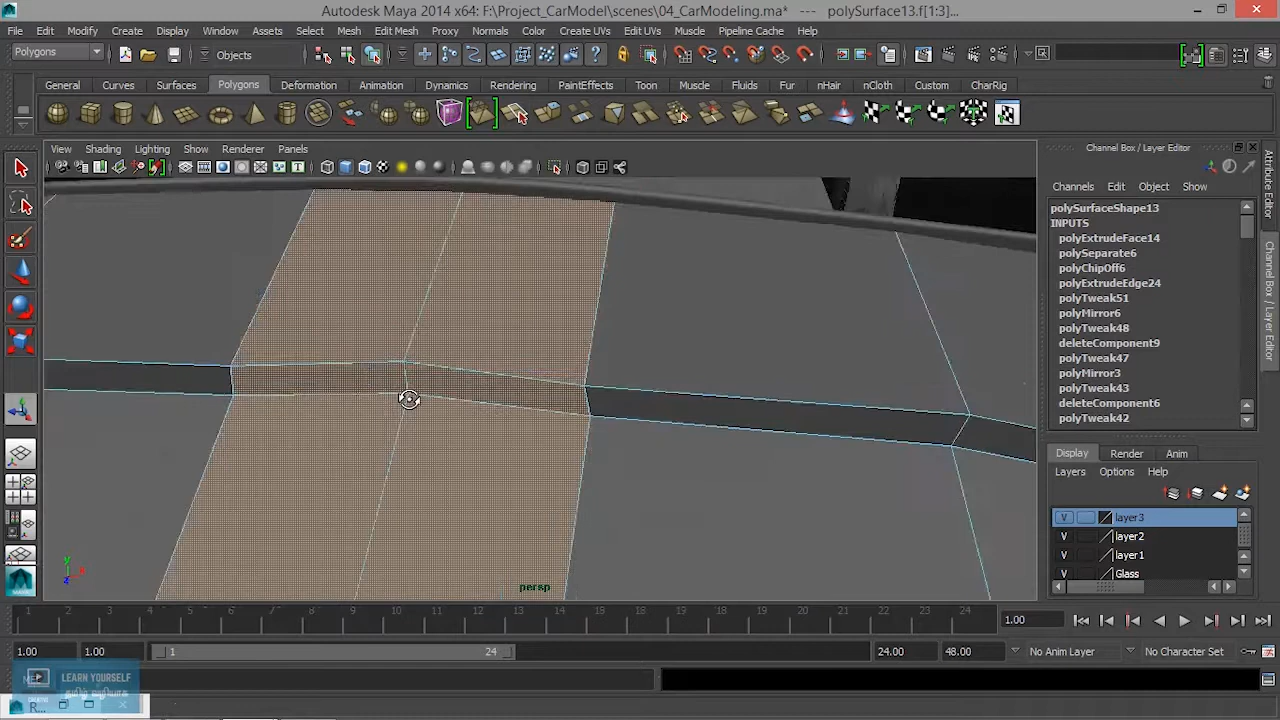 Autodesk Maya 2014 x64: F:\Project_CarModel\scenes\04_CarModeling.ma* --- polySurface13.f[1:3]...
File Edit Modify Create Display Window Assets Select Mesh Edit Mesh Proxy Normals Color Create UVs Edit UVs Muscle Pipeline Cache Help
Polygons Objects
General Curves Surfaces Polygons Deformation Animation Dynamics Rendering PaintEffects Toon Muscle Fluids Fur nHair nCloth Custom CharRig
View Shading Lighting Show Renderer Panels
Channel Box / Layer Editor
Channels Edit Object Show
polySurfaceShape13
INPUTS
polyExtrudeFace14
polySeparate6
polyChipOff6
polyExtrudeEdge24
polyTweak51
polyMirror6
polyTweak48
deleteComponent9
polyTweak47
polyMirror3
polyTweak43
deleteComponent6
polyTweak42
Attribute Editor
Channel Box / Layer Editor
Display Render Anim
Layers Options Help
V layer3
V layer2
V layer1
V Glass
persp
1 2 3 4 5 6 7 8 9 10 11 12 13 14 15 16 17 18 19 20 21 22 23 24 1.00
1.00 1.00 1 24 24.00 48.00 No Anim Layer No Character Set
LEARN YOURSELF
R...